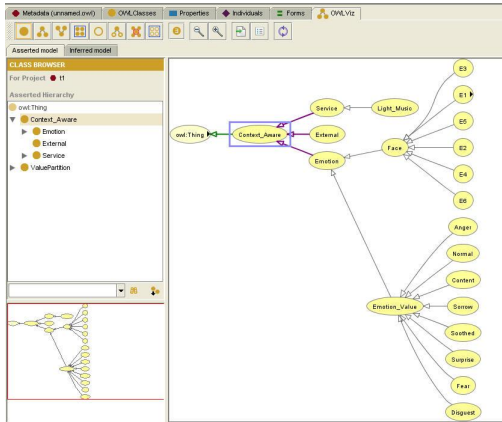 Metadata (unnamed.owl) OWLClasses Properties Individuals Forms OWLViz
Asserted model Inferred model
CLASS BROWSER
For Project t1
Asserted Hierarchy
owl:Thing
Context_Aware
Emotion
External
Service
ValuePartition
owl:Thing
Context_Aware
Service
External
Emotion
Light_Music
Face
E3
E1
E5
E2
E4
E6
Emotion_Value
Anger
Normal
Content
Sorrow
Soothed
Surprise
Fear
Disguest